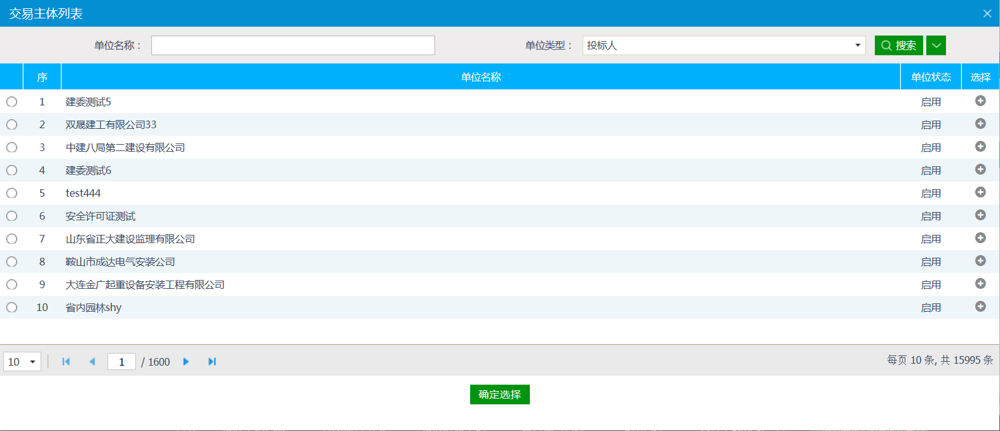 交易主体列表
单位名称： 单位类型： 投标人 搜索
序 单位名称 单位状态 选择
1 建委测试5 启用
2 双晟建工有限公司33 启用
3 中建八局第二建设有限公司 启用
4 建委测试6 启用
5 test444 启用
6 安全许可证测试 启用
7 山东省正大建设监理有限公司 启用
8 鞍山市成达电气安装公司 启用
9 大连金广起重设备安装工程有限公司 启用
10 省内园林shy 启用
10 1 / 1600 每页 10 条, 共 15995 条
确定选择